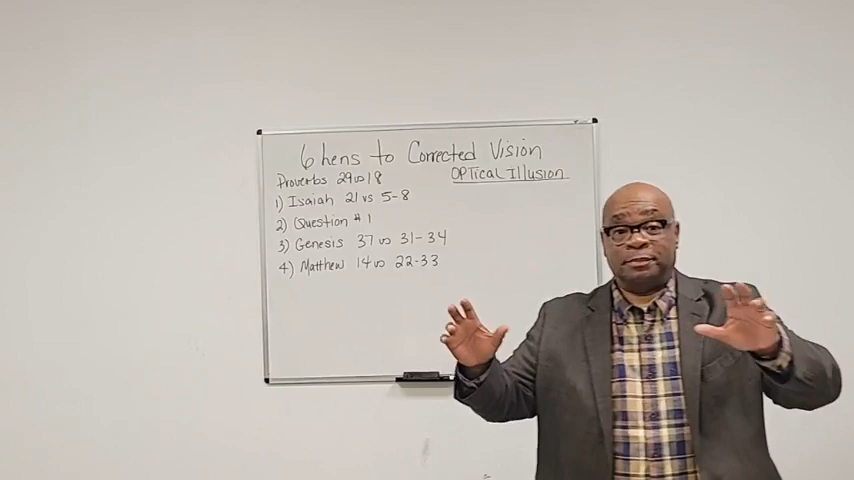 6 Lens to Corrected Vision
Proverbs 29 vs 18
OPTical Illusion
1) Isaiah 21 vs 5-8
2) Question #1
3) Genesis 37 vs 31-34
4) Matthew 14 vs 22-33